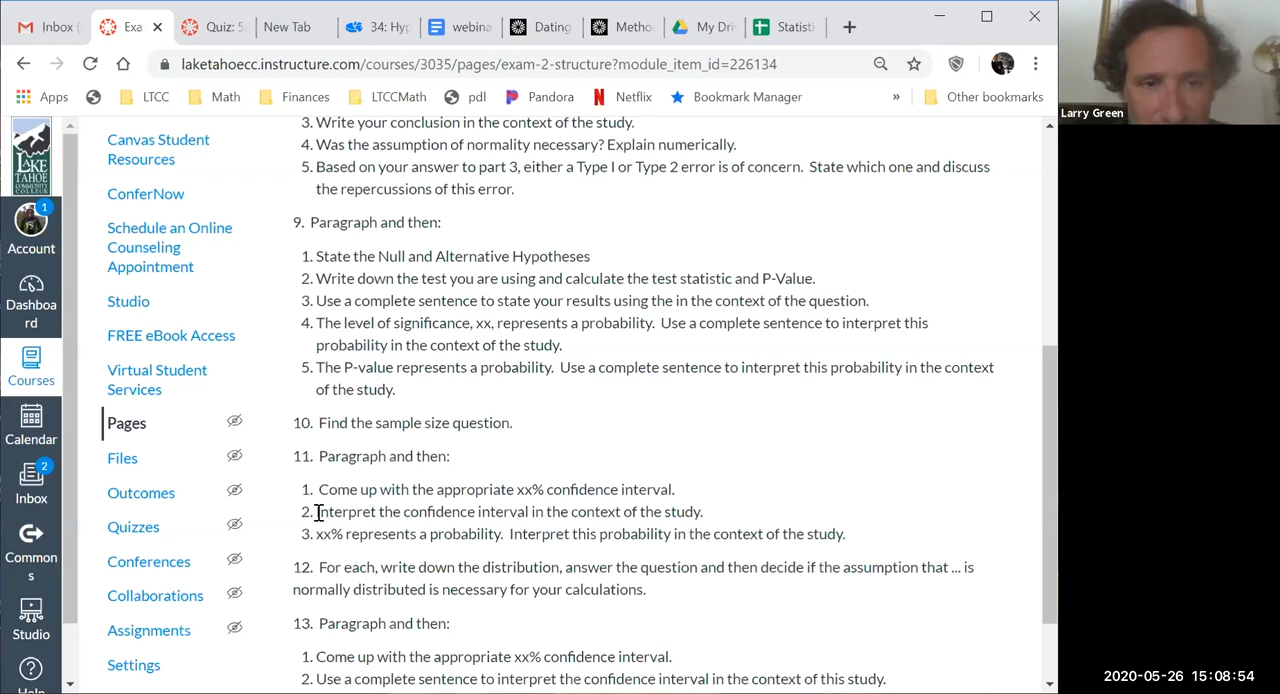 Inbox (
Exa
Quiz: 5
New Tab
34: Hyp
webina
Dating
Metho
My Dri
Statisti
laketahoecc.instructure.com/courses/3035/pages/exam-2-structure?module_item_id=226134
Apps
LTCC
Math
Finances
LTCCMath
pdl
Pandora
Netflix
Bookmark Manager
»
Other bookmarks
Larry Green
LAKE
TAHOE
1
Account
Dashboa
rd
Courses
Calendar
2
Inbox
Common
s
Studio
Help
Canvas Student
Resources
ConferNow
Schedule an Online
Counseling
Appointment
Studio
FREE eBook Access
Virtual Student
Services
Pages
Files
Outcomes
Quizzes
Conferences
Collaborations
Assignments
Settings
3. Write your conclusion in the context of the study.
4. Was the assumption of normality necessary? Explain numerically.
5. Based on your answer to part 3, either a Type I or Type 2 error is of concern. State which one and discuss
the repercussions of this error.
9. Paragraph and then:
1. State the Null and Alternative Hypotheses
2. Write down the test you are using and calculate the test statistic and P-Value.
3. Use a complete sentence to state your results using the in the context of the question.
4. The level of significance, xx, represents a probability. Use a complete sentence to interpret this
probability in the context of the study.
5. The P-value represents a probability. Use a complete sentence to interpret this probability in the context
of the study.
10. Find the sample size question.
11. Paragraph and then:
1. Come up with the appropriate xx% confidence interval.
2. Interpret the confidence interval in the context of the study.
3. xx% represents a probability. Interpret this probability in the context of the study.
12. For each, write down the distribution, answer the question and then decide if the assumption that ... is
normally distributed is necessary for your calculations.
13. Paragraph and then:
1. Come up with the appropriate xx% confidence interval.
2. Use a complete sentence to interpret the confidence interval in the context of this study.
2020-05-26 15:08:54